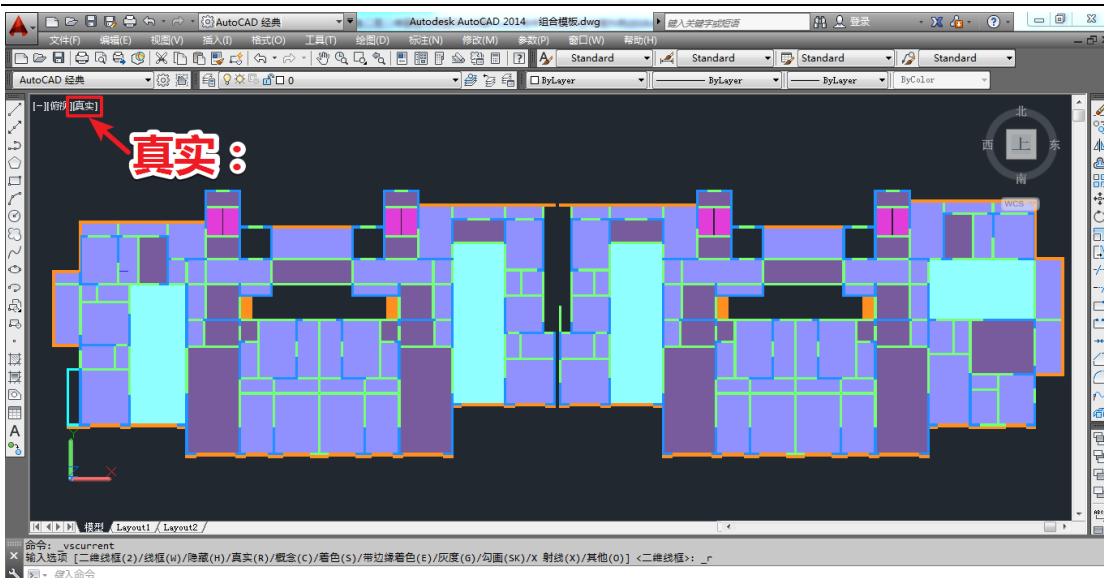 AutoCAD 经典
Autodesk AutoCAD 2014 组合模板.dwg
键入关键字或短语
登录
文件(F) 编辑(E) 视图(V) 插入(I) 格式(O) 工具(T) 绘图(D) 标注(N) 修改(M) 参数(P) 窗口(W) 帮助(H)
Standard Standard Standard Standard
AutoCAD 经典 0 ByLayer ByLayer ByLayer ByColor
[-][俯视][真实]
真实：
北
西 上 东
南
WCS
Y
X
Z
模型 Layout1 Layout2
命令: _vscurrent
输入选项 [二维线框(2)/线框(W)/隐藏(H)/真实(R)/概念(C)/着色(S)/带边缘着色(E)/灰度(G)/勾画(SK)/X 射线(X)/其他(O)] <二维线框>: _r
键入命令